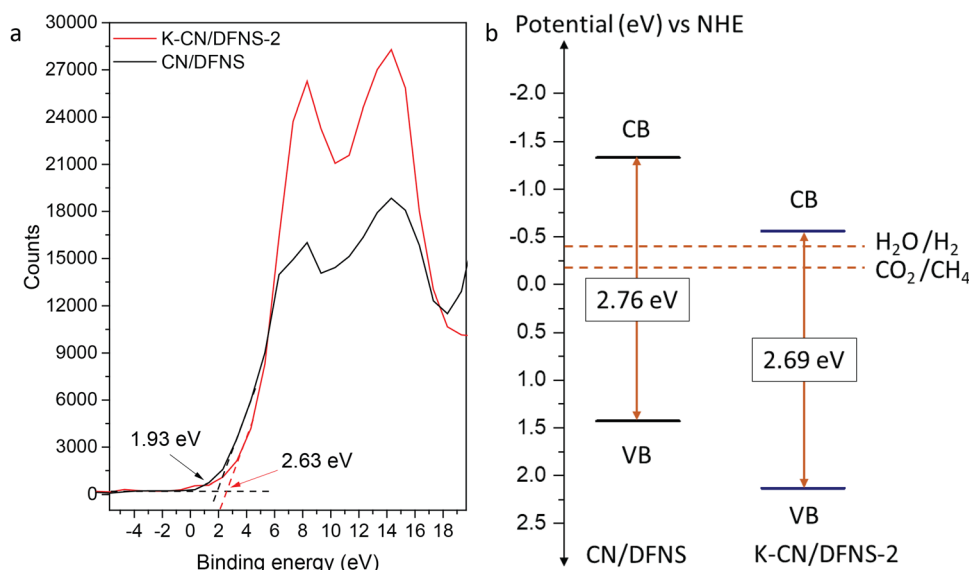 a
30000
27000
24000
21000
18000
15000
12000
9000
6000
3000
0
Counts
K-CN/DFNS-2
CN/DFNS
1.93 eV
2.63 eV
-4 -2 0 2 4 6 8 10 12 14 16 18
Binding energy (eV)
b
Potential (eV) vs NHE
-2.0
-1.5
-1.0
-0.5
0.0
0.5
1.0
1.5
2.0
2.5
CB
2.76 eV
VB
CN/DFNS
CB
2.69 eV
VB
K-CN/DFNS-2
H₂O/H₂
CO₂/CH₄